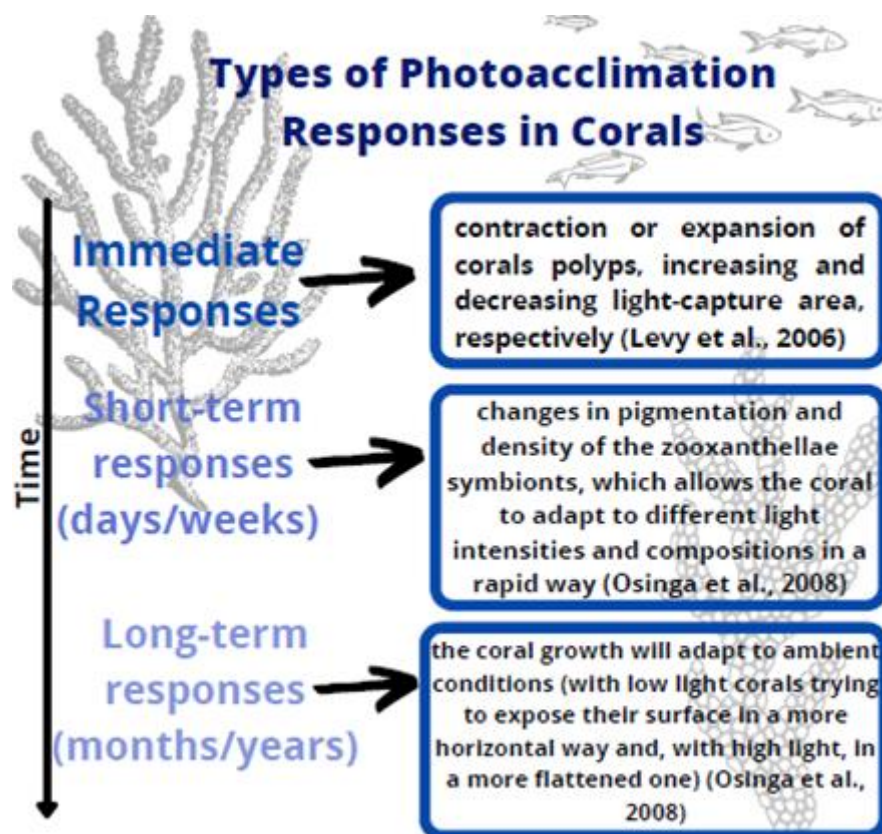 Types of Photoacclimation
Responses in Corals
Immediate
Responses
contraction or expansion of
corals polyps, increasing and
decreasing light-capture area,
respectively (Levy et al., 2006)
Time
Short-term
responses
(days/weeks)
changes in pigmentation and
density of the zooxanthellae
symbionts, which allows the coral
to adapt to different light
intensities and compositions in a
rapid way (Osinga et al., 2008)
Long-term
responses
(months/years)
the coral growth will adapt to ambient
conditions (with low light corals trying
to expose their surface in a more
horizontal way and, with high light, in
a more flattened one) (Osinga et al.,
2008)